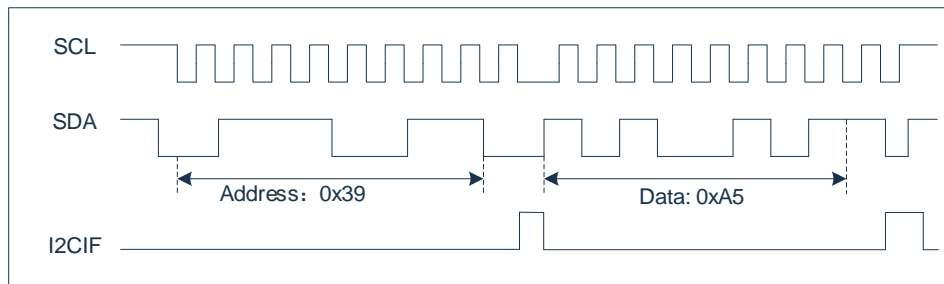 SCL
SDA
Address：0x39
Data: 0xA5
I2CIF